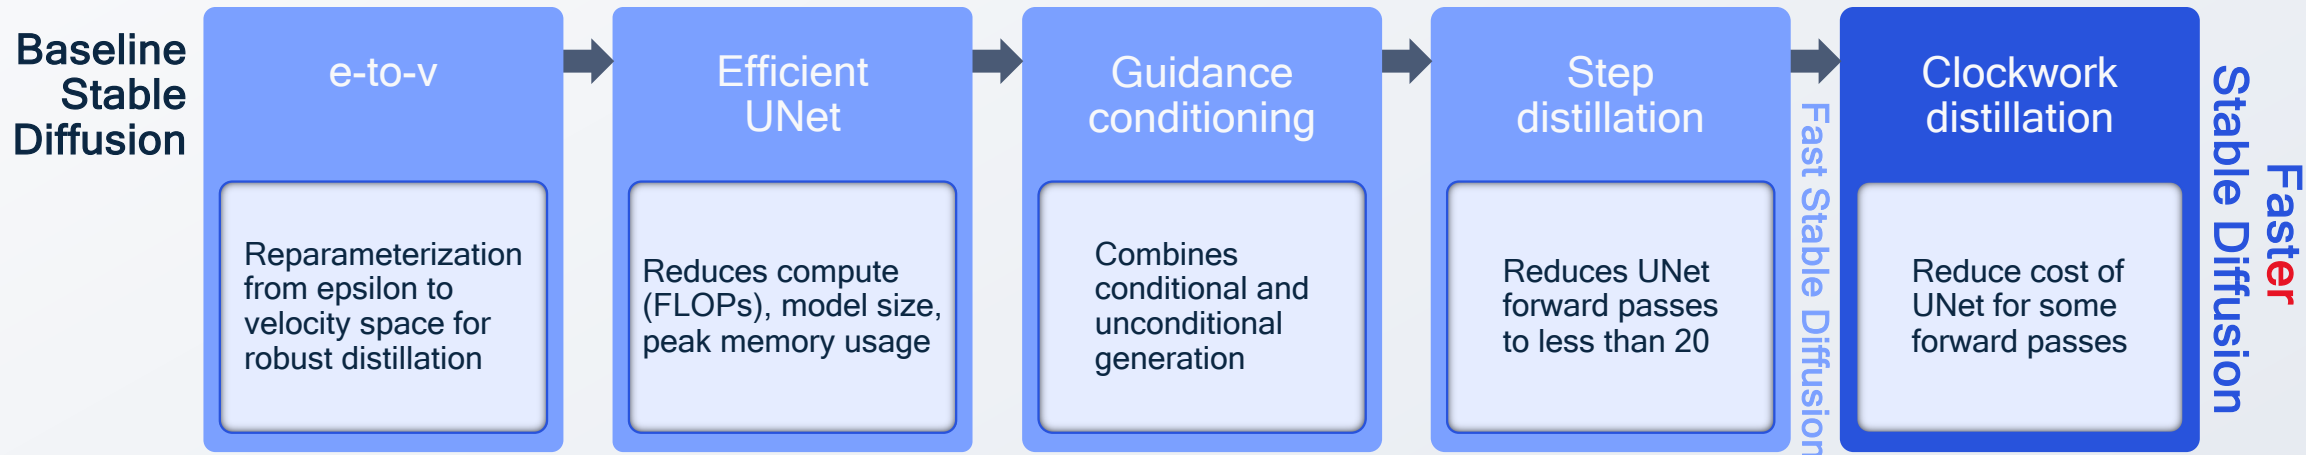 Baseline
Stable
Diffusion
e-to-v
Reparameterization
from epsilon to
velocity space for
robust distillation
Efficient
UNet
Reduces compute
(FLOPs), model size,
peak memory usage
Guidance
conditioning
Combines
conditional and
unconditional
generation
Step
distillation
Reduces UNet
forward passes
to less than 20
Fast Stable Diffusion
Clockwork
distillation
Reduce cost of
UNet for some
forward passes
Faster
Stable Diffusion